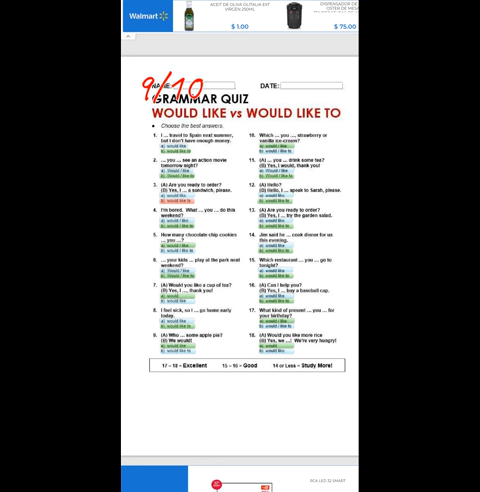 Walmart
ACEITE DE OLIVA OLITALIA EXT
VIRGEN 250ML
$ 1.00
DISPENSADOR DE
OSTER DE MESA
$ 75.00
NAME:
DATE:
9/10
GRAMMAR QUIZ
WOULD LIKE vs WOULD LIKE TO
Choose the best answers.
1. I ... travel to Spain next summer,
but I don't have enough money.
a) would like
b) would like to
2. ... you ... see an action movie
tomorrow night?
a) Would / like
b) Would / like to
3. (A) Are you ready to order?
(B) Yes, I ... a sandwich, please.
a) would like
b) would like to
4. I'm bored. What ... you ... do this
weekend?
a) would / like
b) would / like to
5. How many chocolate chip cookies
... you ...?
a) would / like
b) would / like to
6. ... your kids ... play at the park next
weekend?
a) Would / like
b) Would / like to
7. (A) Would you like a cup of tea?
(B) Yes, I ..., thank you!
a) would
b) would like
8. I feel sick, so I ... go home early
today.
a) would like
b) would like to
9. (A) Who ... some apple pie?
(B) We would!
a) would like
b) would like to
10. Which ... you ..., strawberry or
vanilla ice-cream?
a) would / like
b) would / like to
11. (A) ... you ... drink some tea?
(B) Yes, I would, thank you!
a) Would / like
b) Would / like to
12. (A) Hello?
(B) Hello, I ... speak to Sarah, please.
a) would like
b) would like to
13. (A) Are you ready to order?
(B) Yes, I ... try the garden salad.
a) would like
b) would like to
14. Jim said he ... cook dinner for us
this evening.
a) would like
b) would like to
15. Which restaurant ... you ... go to
tonight?
a) would / like
b) would / like to
16. (A) Can I help you?
(B) Yes, I ... buy a baseball cap.
a) would like
b) would like to
17. What kind of present ... you ... for
your birthday?
a) would / like
b) would / like to
18. (A) Would you like more rice
(B) Yes, we ...! We're very hungry!
a) would
b) would like
17 – 18 = Excellent 15 – 16 = Good 14 or Less = Study More!
RCA LED 32 SMART